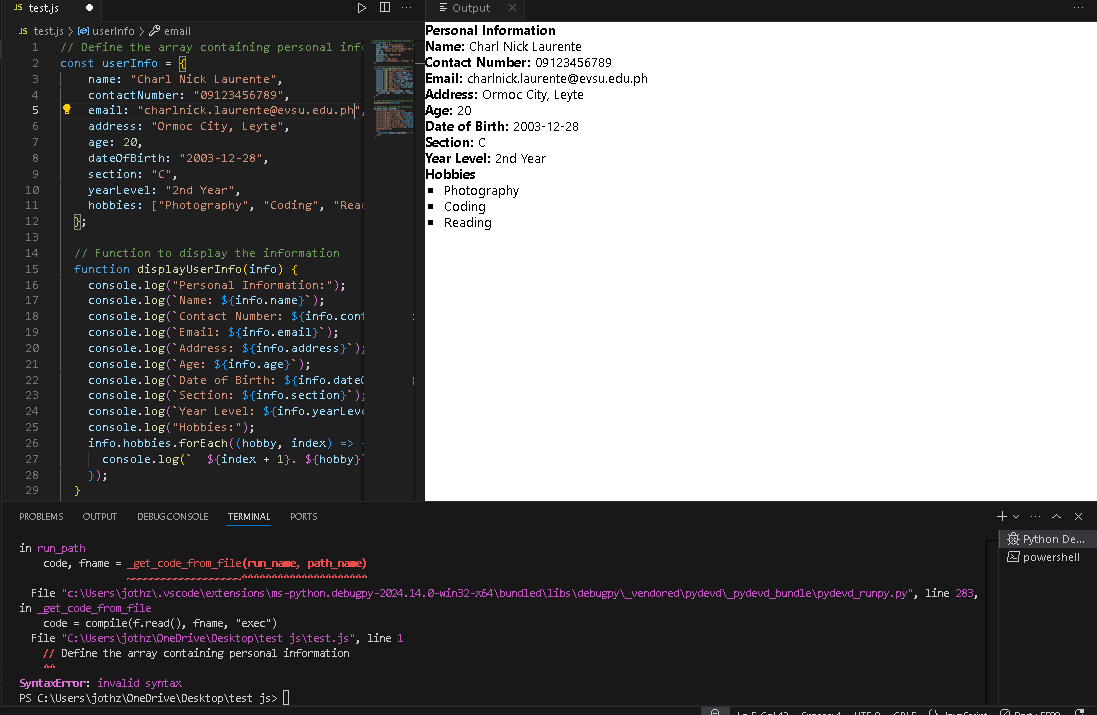 JS test.js
Output
JS test.js > userInfo > email
1 // Define the array containing personal inf
2 const userInfo = {
3 name: "Charl Nick Laurente",
4 contactNumber: "09123456789",
5 email: "charlnick.laurente@evsu.edu.ph",
6 address: "Ormoc City, Leyte",
7 age: 20,
8 dateOfBirth: "2003-12-28",
9 section: "C",
10 yearLevel: "2nd Year",
11 hobbies: ["Photography", "Coding", "Rea
12 };
13
14 // Function to display the information
15 function displayUserInfo(info) {
16 console.log("Personal Information:");
17 console.log(`Name: ${info.name}`);
18 console.log(`Contact Number: ${info.cont
19 console.log(`Email: ${info.email}`);
20 console.log(`Address: ${info.address}`);
21 console.log(`Age: ${info.age}`);
22 console.log(`Date of Birth: ${info.date
23 console.log(`Section: ${info.section}`);
24 console.log(`Year Level: ${info.yearLeve
25 console.log("Hobbies:");
26 info.hobbies.forEach((hobby, index) =>
27 console.log(`  ${index + 1}. ${hobby}`
28 });
29 }
Personal Information
Name: Charl Nick Laurente
Contact Number: 09123456789
Email: charlnick.laurente@evsu.edu.ph
Address: Ormoc City, Leyte
Age: 20
Date of Birth: 2003-12-28
Section: C
Year Level: 2nd Year
Hobbies
▪ Photography
▪ Coding
▪ Reading
PROBLEMS OUTPUT DEBUG CONSOLE TERMINAL PORTS
Python De...
powershell
in run_path
code, fname = _get_code_from_file(run_name, path_name)
~~~~~~~~~~~~~~~~~~~^^^^^^^^^^^^^^^^^^^^^
File "c:\Users\jothz\.vscode\extensions\ms-python.debugpy-2024.14.0-win32-x64\bundled\libs\debugpy\_vendored\pydevd\_pydevd_bundle\pydevd_runpy.py", line 283,
in _get_code_from_file
code = compile(f.read(), fname, "exec")
File "C:\Users\jothz\OneDrive\Desktop\test js\test.js", line 1
// Define the array containing personal information
^^
SyntaxError: invalid syntax
PS C:\Users\jothz\OneDrive\Desktop\test js>